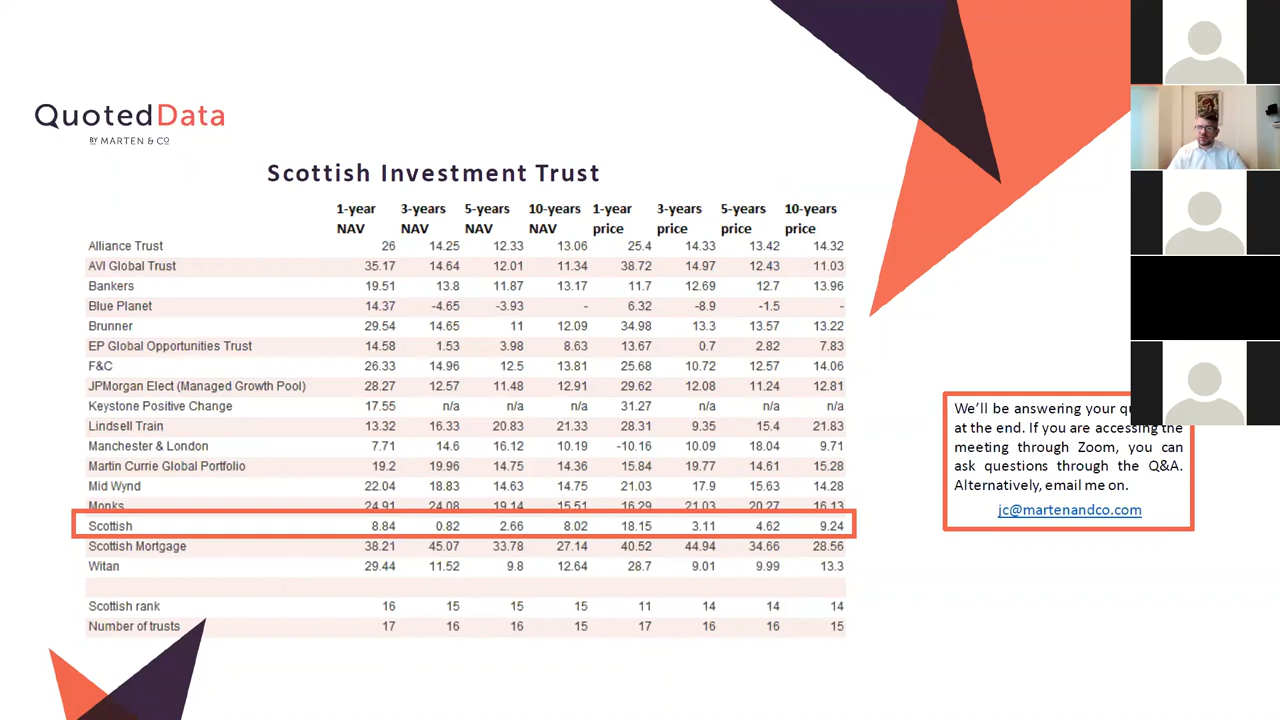 QuotedData
BY MARTEN & CO
Scottish Investment Trust
1-year NAV 3-years NAV 5-years NAV 10-years NAV 1-year price 3-years price 5-years price 10-years price
Alliance Trust 26 14.25 12.33 13.06 25.4 14.33 13.42 14.32
AVI Global Trust 35.17 14.64 12.01 11.34 38.72 14.97 12.43 11.03
Bankers 19.51 13.8 11.87 13.17 11.7 12.69 12.7 13.96
Blue Planet 14.37 -4.65 -3.93 - 6.32 -8.9 -1.5 -
Brunner 29.54 14.65 11 12.09 34.98 13.3 13.57 13.22
EP Global Opportunities Trust 14.58 1.53 3.98 8.63 13.67 0.7 2.82 7.83
F&C 26.33 14.96 12.5 13.81 25.68 10.72 12.57 14.06
JPMorgan Elect (Managed Growth Pool) 28.27 12.57 11.48 12.91 29.62 12.08 11.24 12.81
Keystone Positive Change 17.55 n/a n/a n/a 31.27 n/a n/a n/a
Lindsell Train 13.32 16.33 20.83 21.33 28.31 9.35 15.4 21.83
Manchester & London 7.71 14.6 16.12 10.19 -10.16 10.09 18.04 9.71
Martin Currie Global Portfolio 19.2 19.96 14.75 14.36 15.84 19.77 14.61 15.28
Mid Wynd 22.04 18.83 14.63 14.75 21.03 17.9 15.63 14.28
Monks 24.91 24.08 19.14 15.51 16.29 21.03 20.27 16.13
Scottish 8.84 0.82 2.66 8.02 18.15 3.11 4.62 9.24
Scottish Mortgage 38.21 45.07 33.78 27.14 40.52 44.94 34.66 28.56
Witan 29.44 11.52 9.8 12.64 28.7 9.01 9.99 13.3
Scottish rank 16 15 15 15 11 14 14 14
Number of trusts 17 16 16 15 17 16 16 15
We'll be answering your
at the end. If you are accessing the
meeting through Zoom, you can
ask questions through the Q&A.
Alternatively, email me on.
jc@martenandco.com